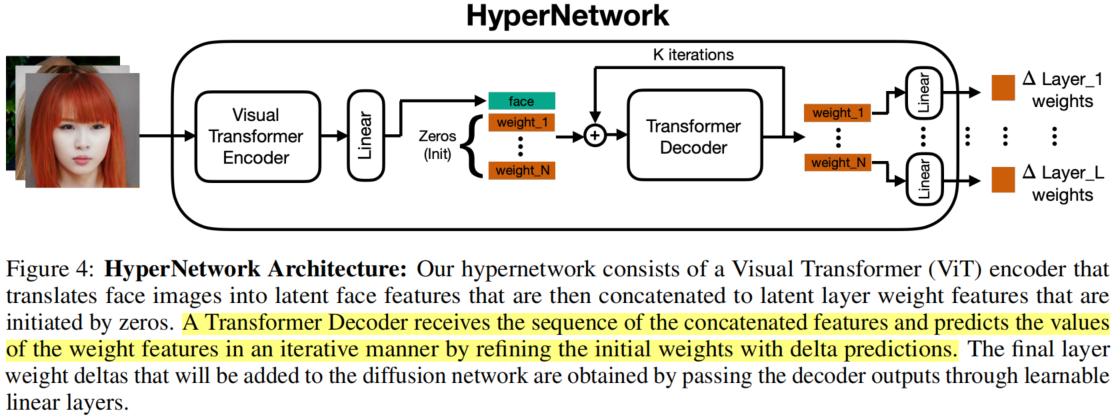 HyperNetwork
K iterations
Visual
Transformer
Encoder
Linear
Zeros
(Init)
face
weight_1
weight_N
+
Transformer
Decoder
weight_1
weight_N
Linear
Linear
Δ Layer_1
weights
Δ Layer_L
weights
Figure 4: HyperNetwork Architecture: Our hypernetwork consists of a Visual Transformer (ViT) encoder that
translates face images into latent face features that are then concatenated to latent layer weight features that are
initiated by zeros. A Transformer Decoder receives the sequence of the concatenated features and predicts the values
of the weight features in an iterative manner by refining the initial weights with delta predictions. The final layer
weight deltas that will be added to the diffusion network are obtained by passing the decoder outputs through learnable
linear layers.